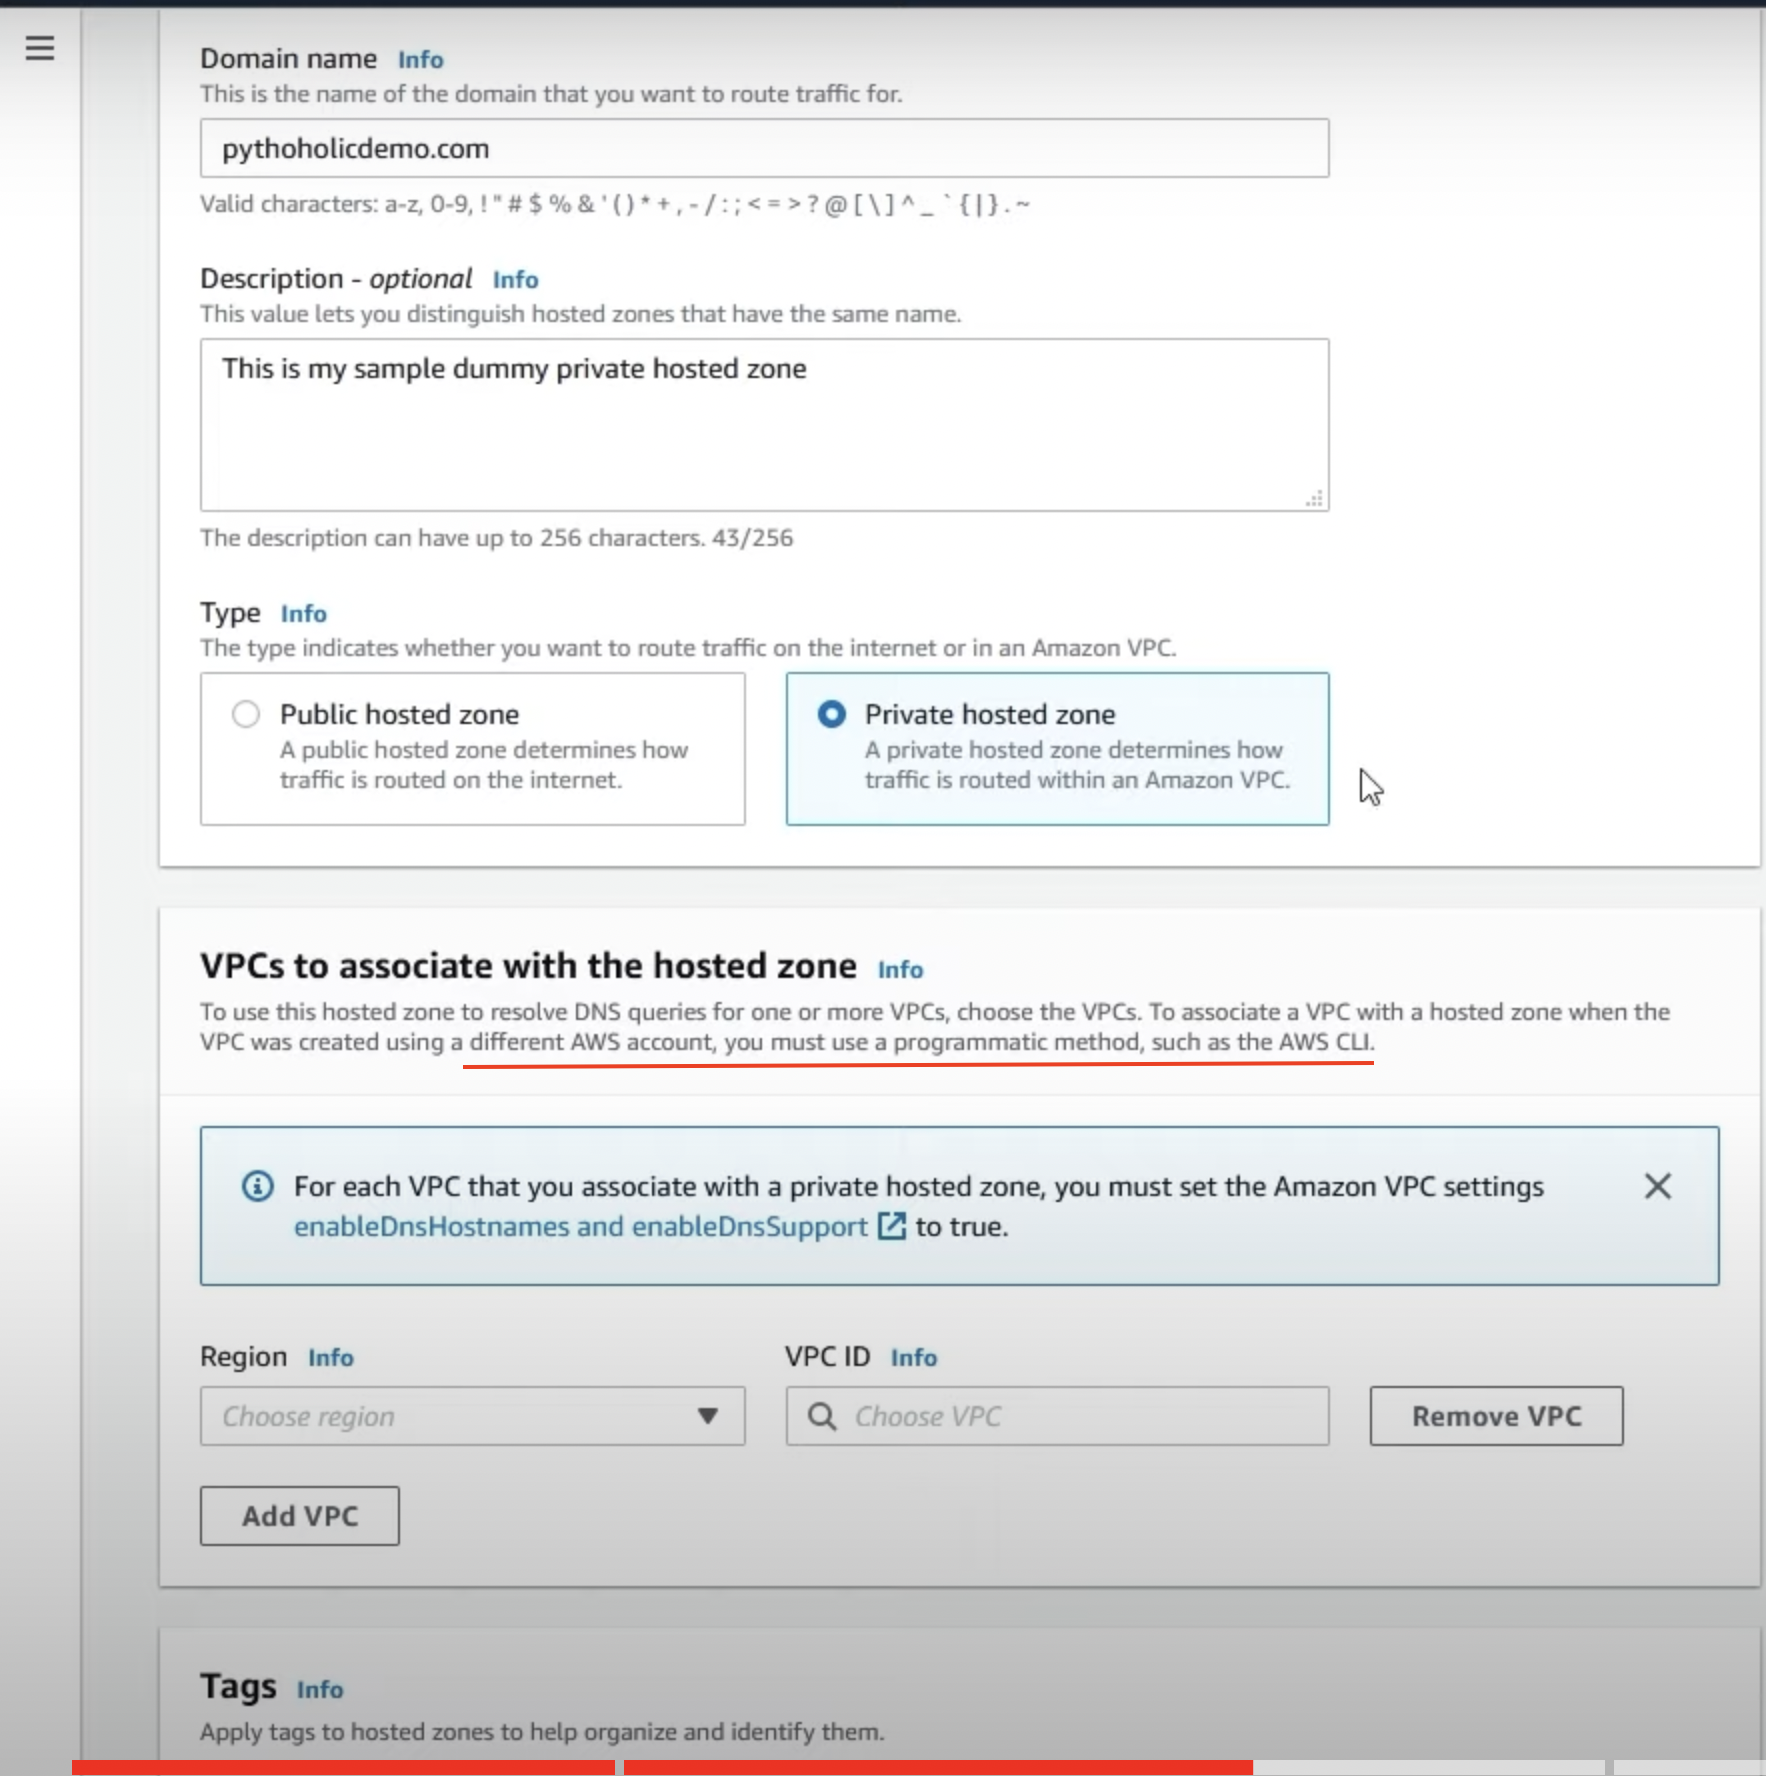 Domain name Info
This is the name of the domain that you want to route traffic for.
pythoholicdemo.com
Valid characters: a-z, 0-9, ! " # $ % & ' ( ) * + , - / : ; < = > ? @ [ \ ] ^ _ ` { | } . ~
Description - optional Info
This value lets you distinguish hosted zones that have the same name.
This is my sample dummy private hosted zone
The description can have up to 256 characters. 43/256
Type Info
The type indicates whether you want to route traffic on the internet or in an Amazon VPC.
Public hosted zone
A public hosted zone determines how
traffic is routed on the internet.
Private hosted zone
A private hosted zone determines how
traffic is routed within an Amazon VPC.
VPCs to associate with the hosted zone Info
To use this hosted zone to resolve DNS queries for one or more VPCs, choose the VPCs. To associate a VPC with a hosted zone when the
VPC was created using a different AWS account, you must use a programmatic method, such as the AWS CLI.
For each VPC that you associate with a private hosted zone, you must set the Amazon VPC settings
enableDnsHostnames and enableDnsSupport to true.
Region Info
Choose region
VPC ID Info
Choose VPC
Remove VPC
Add VPC
Tags Info
Apply tags to hosted zones to help organize and identify them.